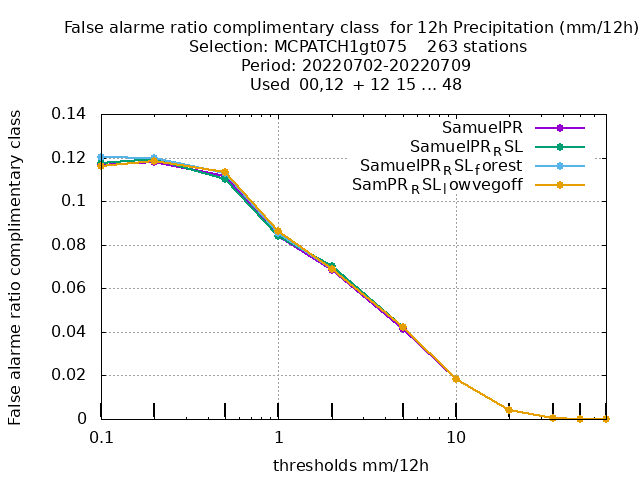 False alarme ratio complimentary class  for 12h Precipitation (mm/12h)
Selection: MCPATCH1gt075    263 stations
Period: 20220702-20220709
Used  00,12  + 12 15 ... 48
False alarme ratio complimentary class
0.14
0.12
0.1
0.08
0.06
0.04
0.02
0
SamuelPR
SamuelPR_RSL
SamuelPR_RSL_forest
SamPR_RSL_lowvegoff
0.1
1
10
thresholds mm/12h